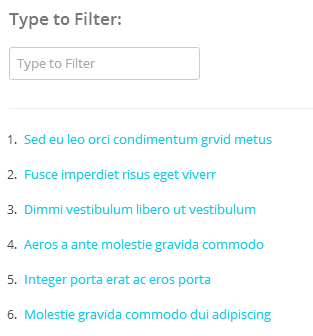 Type to Filter:
Type to Filter
1. Sed eu leo orci condimentum grvid metus
2. Fusce imperdiet risus eget viverr
3. Dimmi vestibulum libero ut vestibulum
4. Aeros a ante molestie gravida commodo
5. Integer porta erat ac eros porta
6. Molestie gravida commodo dui adipiscing